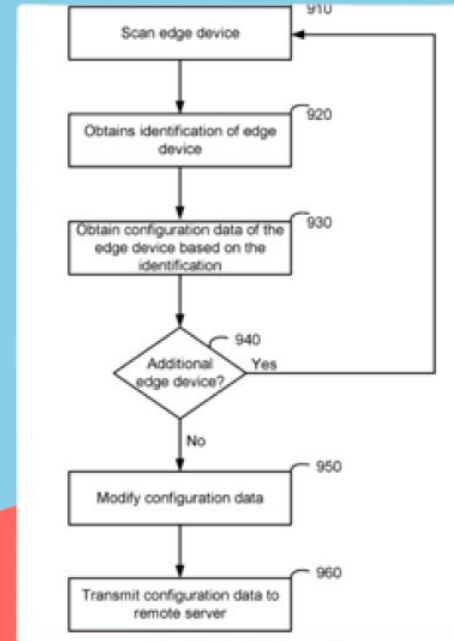 910
Scan edge device
920
Obtains identification of edge
device
930
Obtain configuration data of the
edge device based on the
identification
940
Additional
edge device?
Yes
No
950
Modify configuration data
960
Transmit configuration data to
remote server